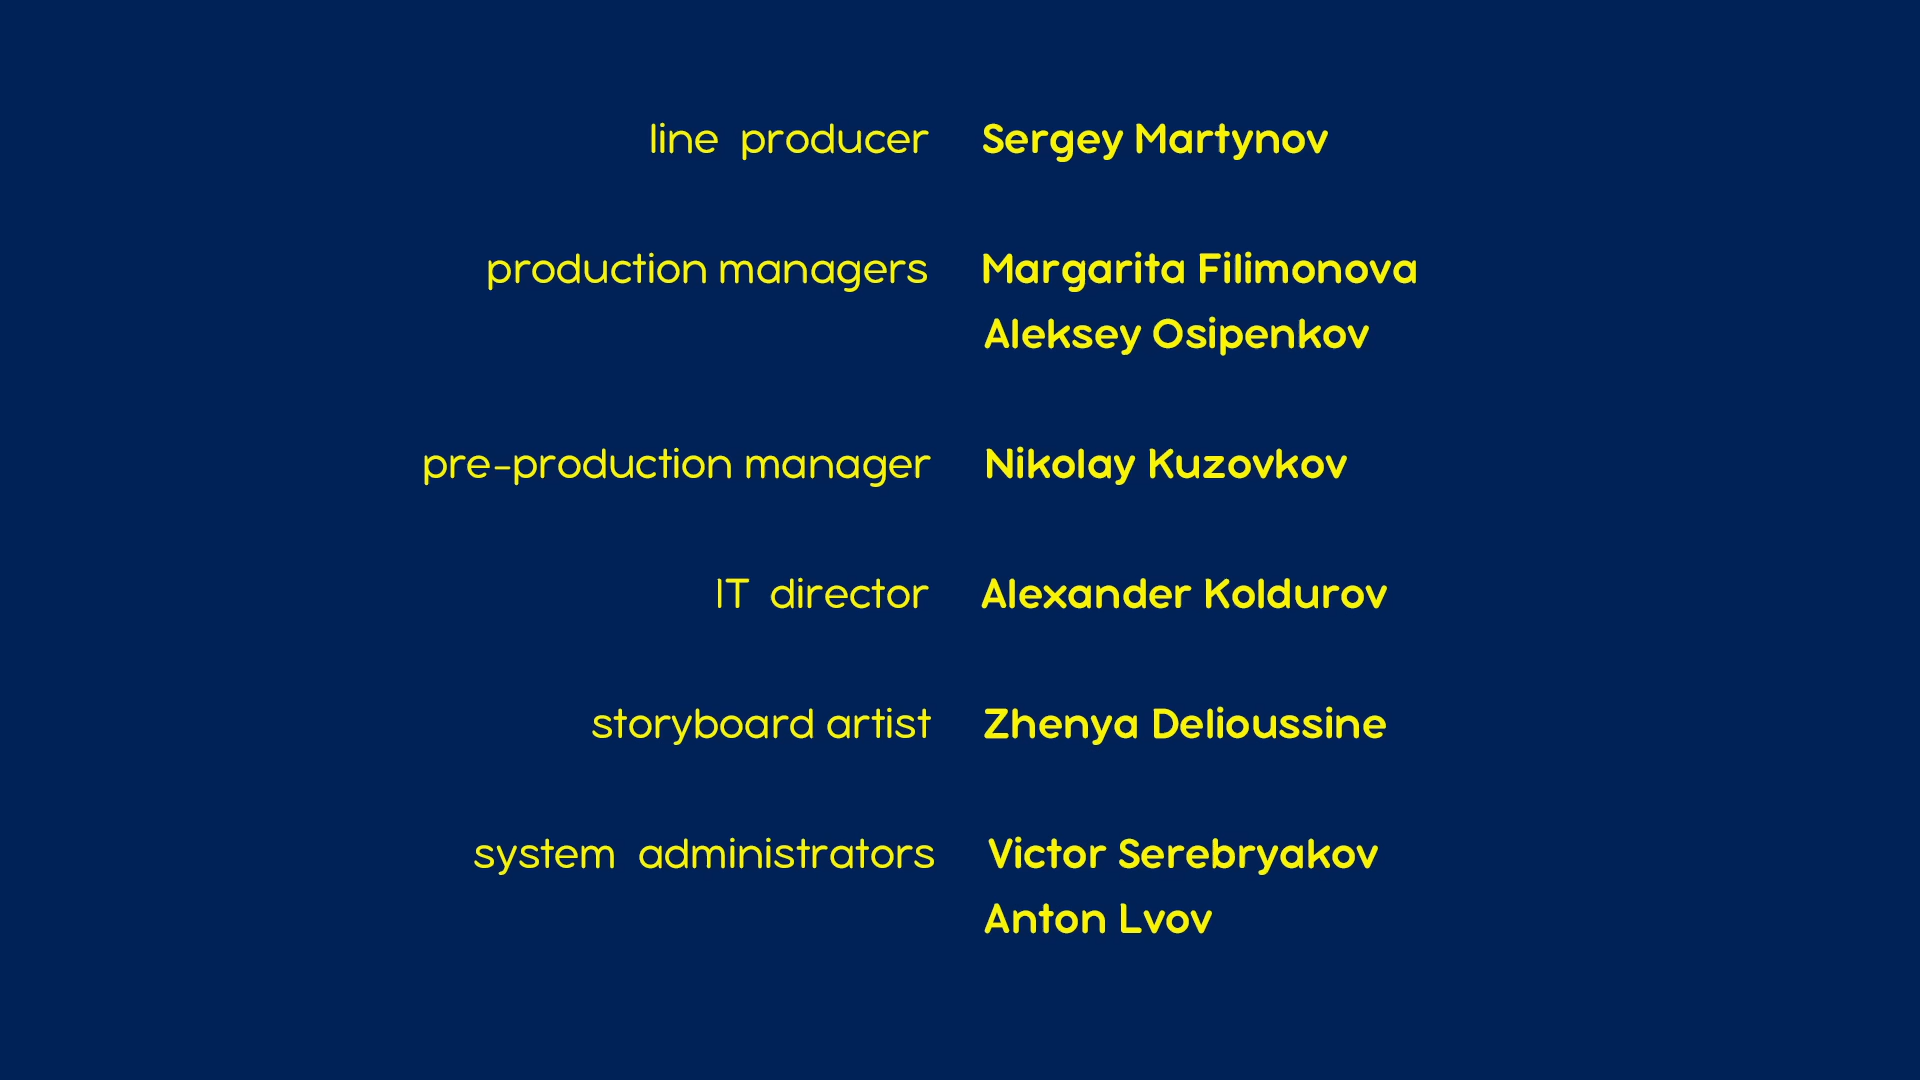 line producer Sergey Martynov
production managers Margarita Filimonova
Aleksey Osipenkov
pre-production manager Nikolay Kuzovkov
IT director Alexander Koldurov
storyboard artist Zhenya Delioussine
system administrators Victor Serebryakov
Anton Lvov